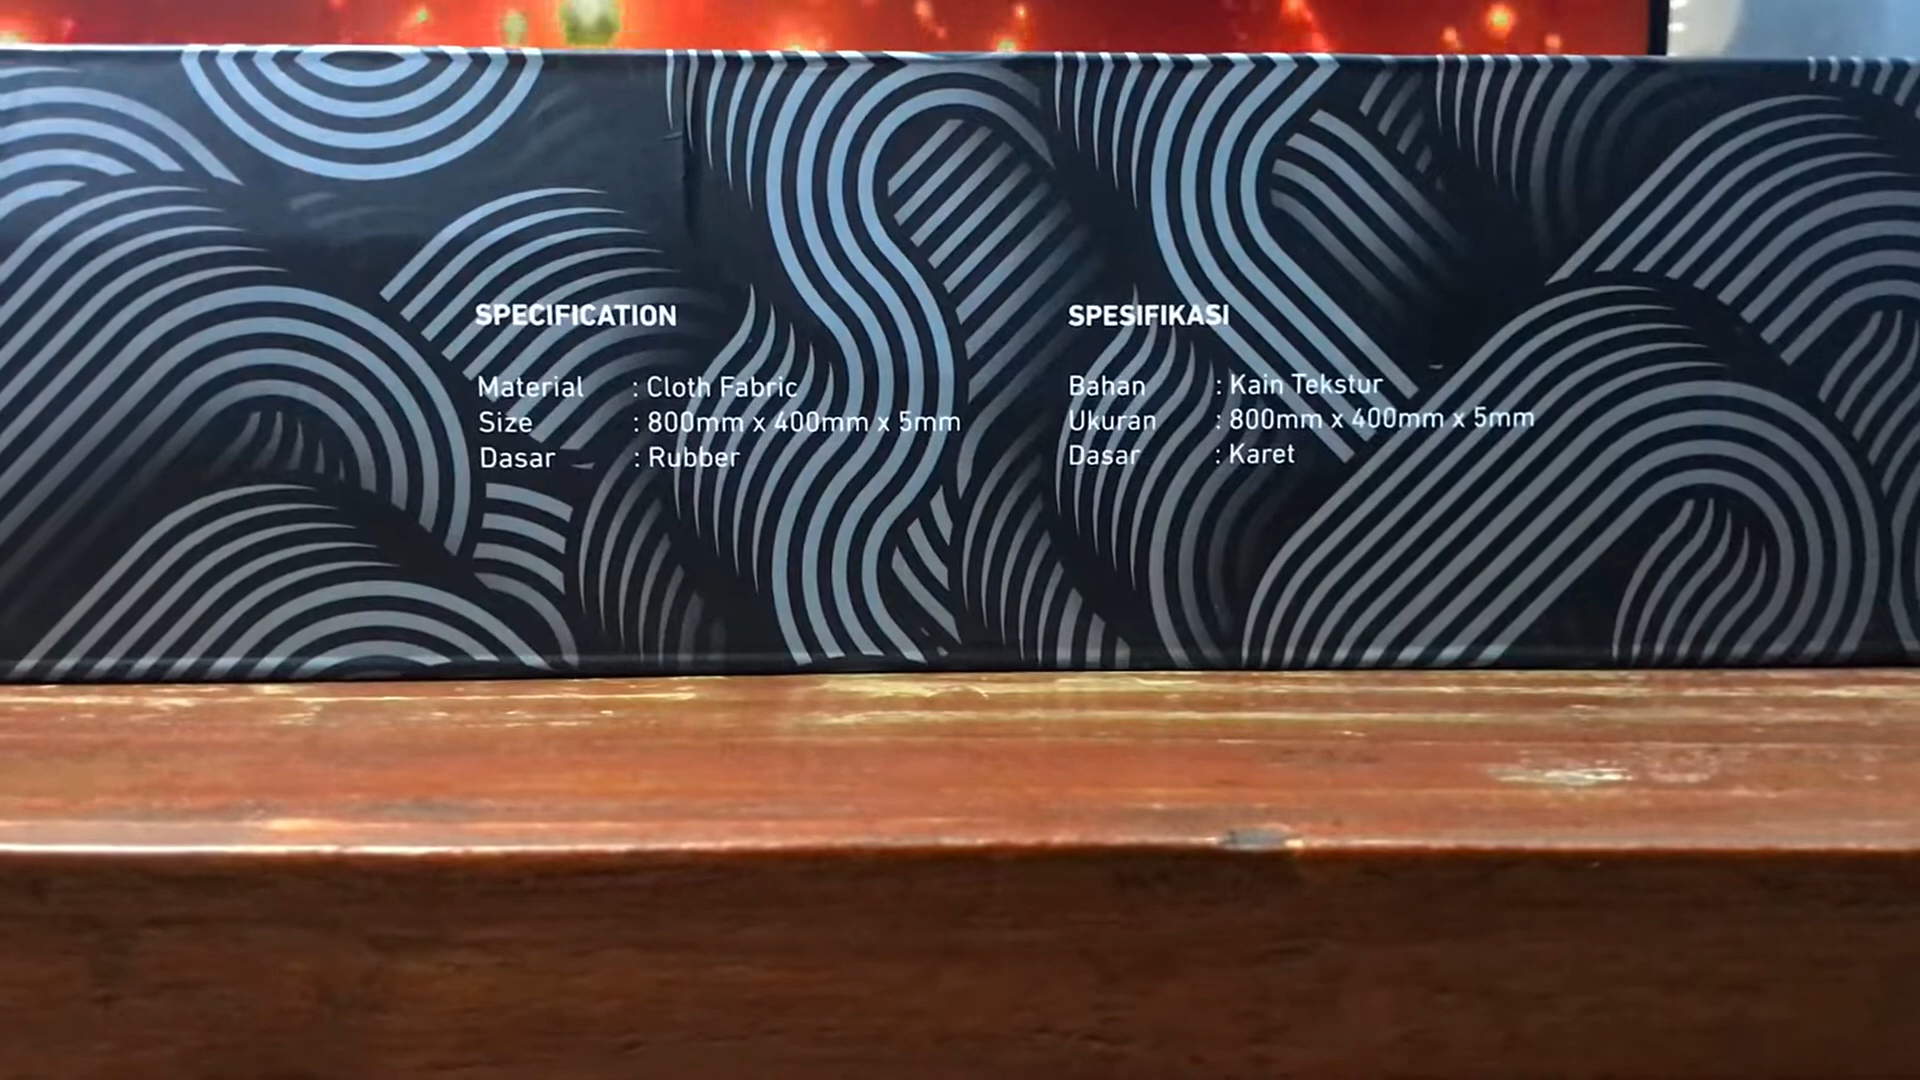 SPECIFICATION
Material : Cloth Fabric
Size : 800mm x 400mm x 5mm
Dasar : Rubber
SPESIFIKASI
Bahan : Kain Tekstur
Ukuran : 800mm x 400mm x 5mm
Dasar : Karet